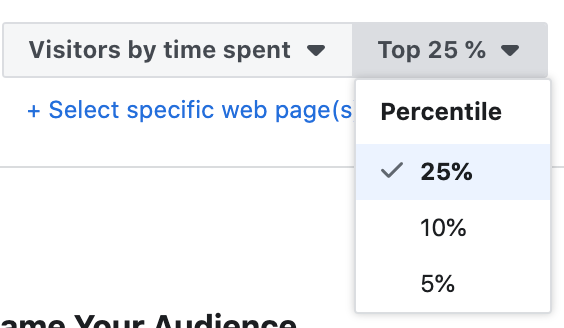 Visitors by time spent
Top 25 %
+ Select specific web page(s
Percentile
25%
10%
5%
ame Your Audience